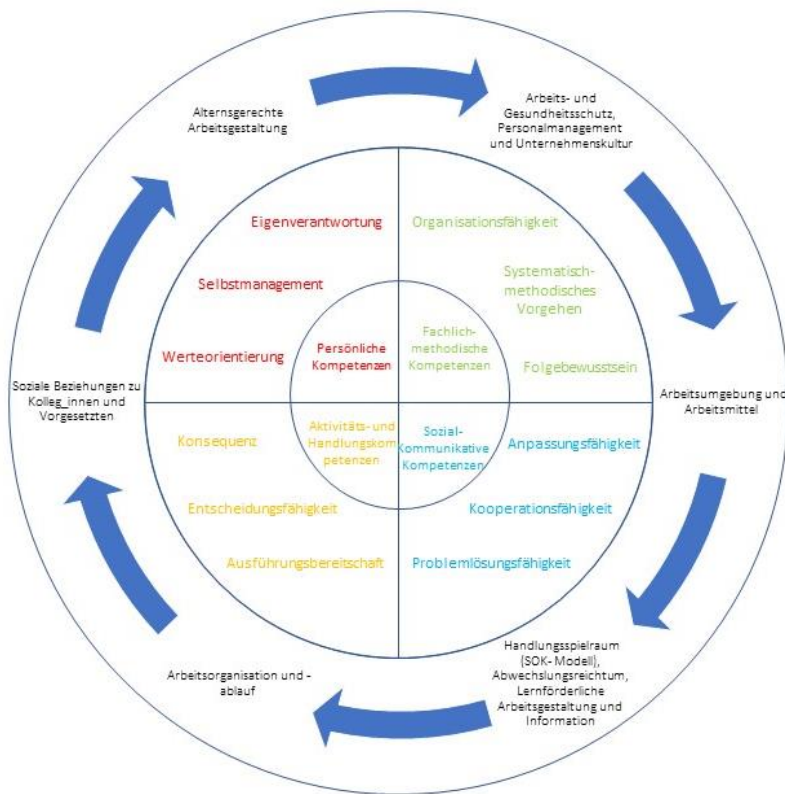 Alternsgerechte
Arbeitsgestaltung
Arbeits- und
Gesundheitsschutz,
Personalmanagement
und Unternehmenskultur
Eigenverantwortung
Organisationsfähigkeit
Selbstmanagement
Systematisch-
methodisches
Vorgehen
Werteorientierung
Persönliche
Kompetenzen
Fachlich-
methodische
Kompetenzen
Folgebewusstsein
Soziale Beziehungen zu
Kolleg_innen und
Vorgesetzten
Arbeitsumgebung und
Arbeitsmittel
Konsequenz
Aktivitäts- und
Handlungskom
petenzen
Sozial-
Kommunikative
Kompetenzen
Anpassungsfähigkeit
Entscheidungsfähigkeit
Kooperationsfähigkeit
Ausführungsbereitschaft
Problemlösungsfähigkeit
Arbeitsorganisation und -
ablauf
Handlungsspielraum
(SOK- Modell),
Abwechslungsreichtum,
Lernförderliche
Arbeitsgestaltung und
Information